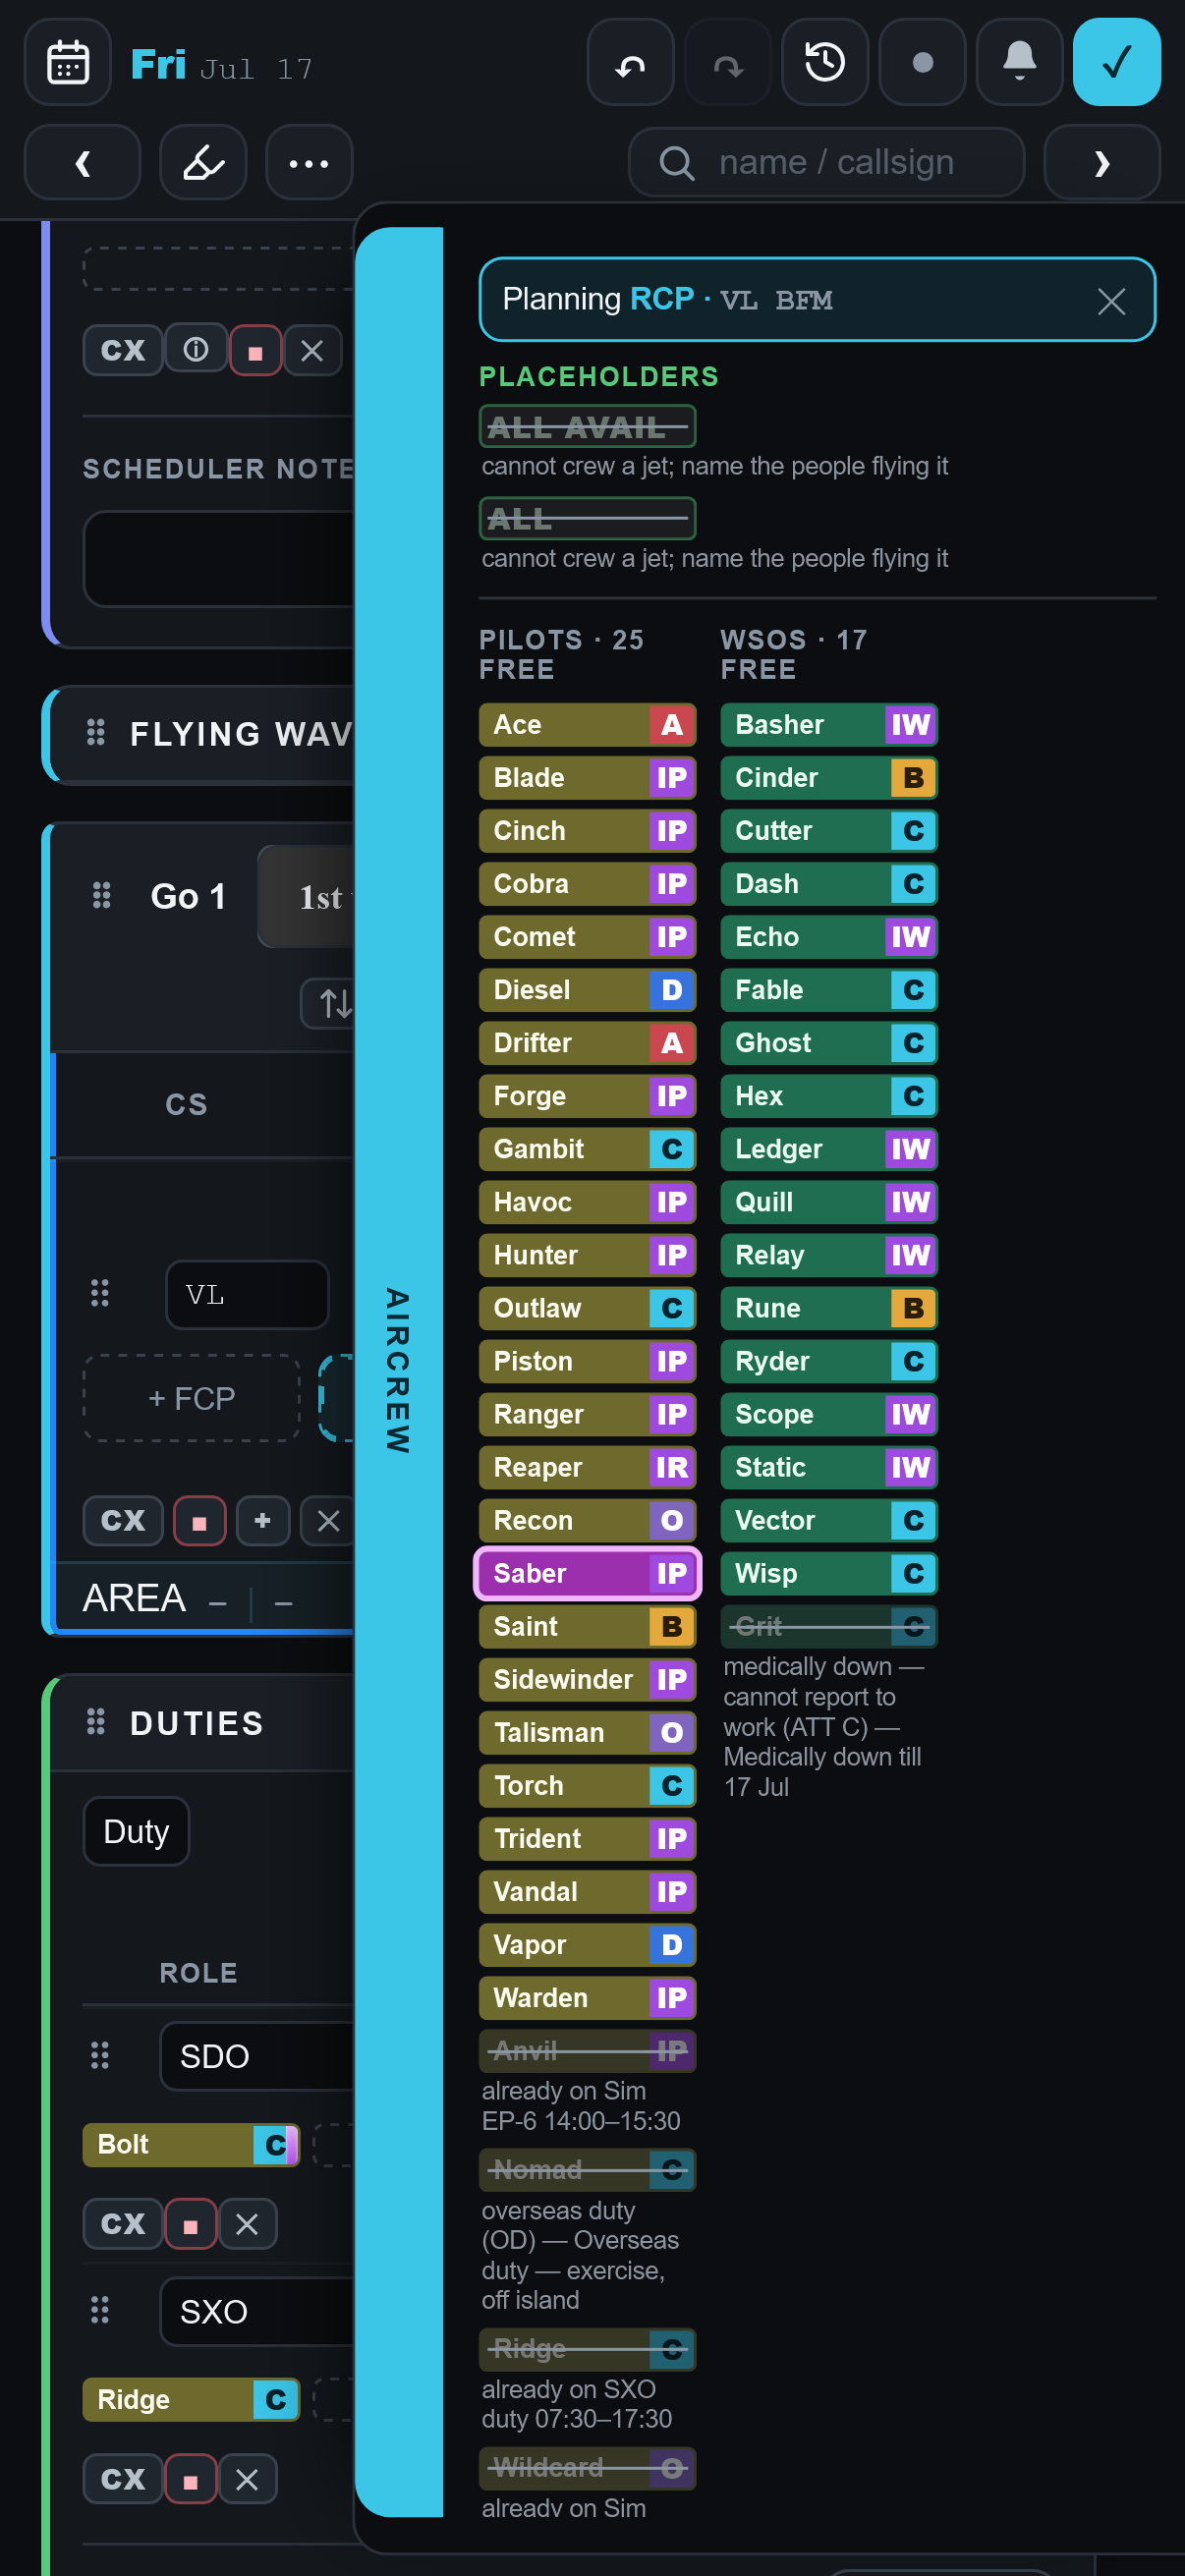 Fri Jul 17
name / callsign
Planning RCP · VL BFM
PLACEHOLDERS
ALL AVAIL
cannot crew a jet; name the people flying it
ALL
cannot crew a jet; name the people flying it
PILOTS · 25 FREE
Ace A
Blade IP
Cinch IP
Cobra IP
Comet IP
Diesel D
Drifter A
Forge IP
Gambit C
Havoc IP
Hunter IP
Outlaw C
Piston IP
Ranger IP
Reaper IR
Recon O
Saber IP
Saint B
Sidewinder IP
Talisman O
Torch C
Trident IP
Vandal IP
Vapor D
Warden IP
Anvil IP
already on Sim
EP-6 14:00–15:30
Nomad C
overseas duty
(OD) — Overseas
duty — exercise,
off island
Ridge C
already on SXO
duty 07:30–17:30
Wildcard O
already on Sim
WSOS · 17 FREE
Basher IW
Cinder B
Cutter C
Dash C
Echo IW
Fable C
Ghost C
Hex C
Ledger IW
Quill IW
Relay IW
Rune B
Ryder C
Scope IW
Static IW
Vector C
Wisp C
Grit C
medically down —
cannot report to
work (ATT C) —
Medically down till
17 Jul
AIRCREW
CX
SCHEDULER NOTE
FLYING WAV
Go 1 1st
CS
VL
+ FCP
CX
AREA – | –
DUTIES
Duty
ROLE
SDO
Bolt C
CX
SXO
Ridge C
CX